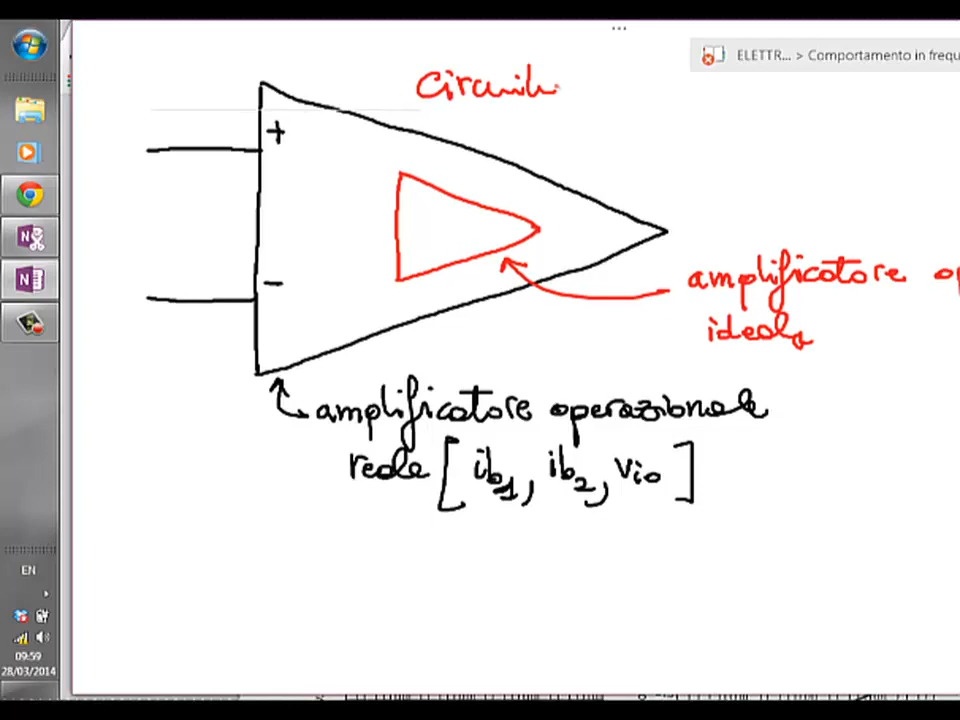 ...
ELETTR... > Comportamento in frequ
Circuito
+
-
amplificatore op
ideale
amplificatore operazionale
reale [ib1, ib2, vio]
EN
09:59
28/03/2014